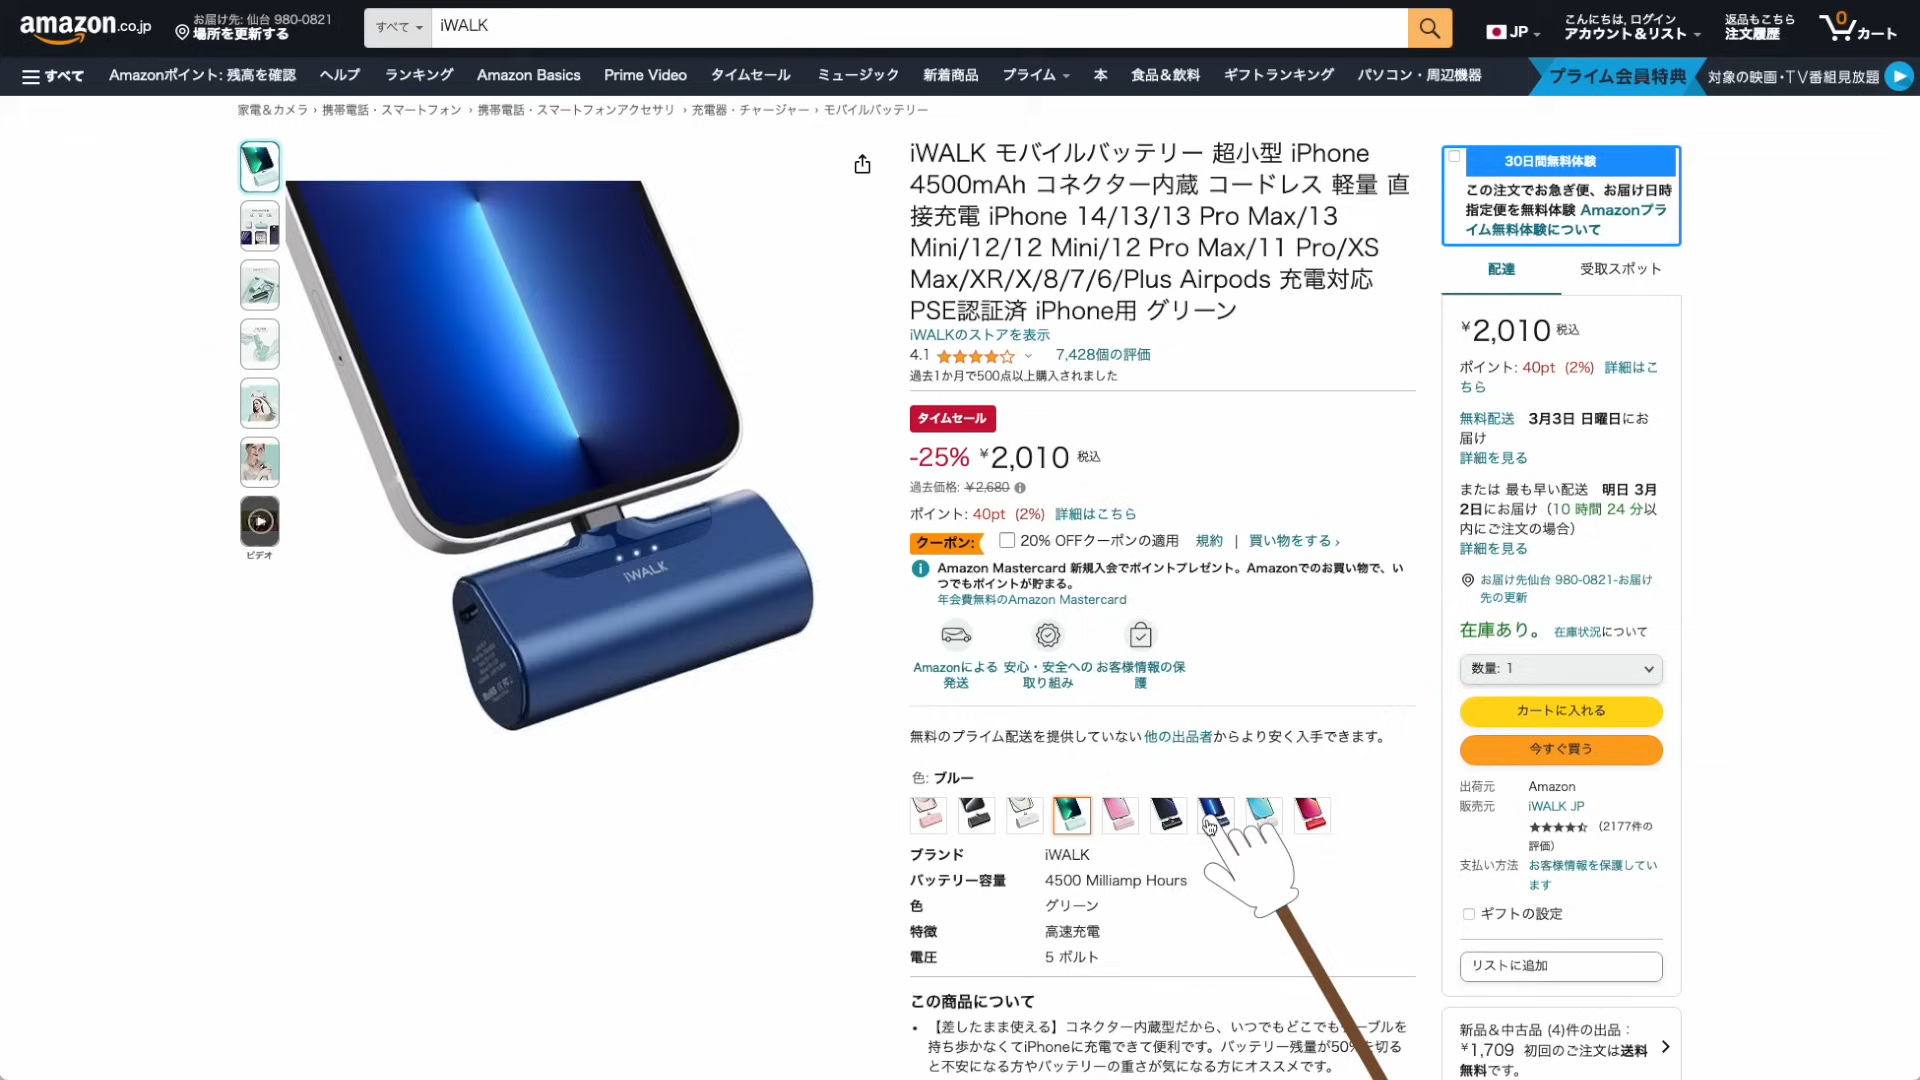 amazon.co.jp
お届け先: 仙台 980-0821
場所を更新する
すべて
iWALK
JP
こんにちは, ログイン
アカウント&リスト
返品もこちら
注文履歴
0
カート
すべて
Amazonポイント: 残高を確認
ヘルプ
ランキング
Amazon Basics
Prime Video
タイムセール
ミュージック
新着商品
プライム
本
食品&飲料
ギフトランキング
パソコン・周辺機器
プライム会員特典
対象の映画・TV番組見放題
家電&カメラ › 携帯電話・スマートフォン › 携帯電話・スマートフォンアクセサリ › 充電器・チャージャー › モバイルバッテリー
ビデオ
iWALK
iWALK モバイルバッテリー 超小型 iPhone
4500mAh コネクター内蔵 コードレス 軽量 直
接充電 iPhone 14/13/13 Pro Max/13
Mini/12/12 Mini/12 Pro Max/11 Pro/XS
Max/XR/X/8/7/6/Plus Airpods 充電対応
PSE認証済 iPhone用 グリーン
iWALKのストアを表示
4.1
7,428個の評価
過去1か月で500点以上購入されました
タイムセール
-25% ¥2,010 税込
過去価格: ¥2,680
ポイント: 40pt (2%) 詳細はこちら
クーポン: 20% OFFクーポンの適用 規約 | 買い物をする ›
Amazon Mastercard 新規入会でポイントプレゼント。Amazonでのお買い物で、い
つでもポイントが貯まる。
年会費無料のAmazon Mastercard
Amazonによる
発送
安心・安全への
取り組み
お客様情報の保
護
無料のプライム配送を提供していない 他の出品者からより安く入手できます。
色: ブルー
ブランド iWALK
バッテリー容量 4500 Milliamp Hours
色 グリーン
特徴 高速充電
電圧 5 ボルト
この商品について
• 【差したまま使える】コネクター内蔵型だから、いつでもどこでも ーブルを
持ち歩かなくてiPhoneに充電できて便利です。バッテリー残量が50% を切る
と不安になる方やバッテリーの重さが気になる方にオススメです。
30日間無料体験
この注文でお急ぎ便、お届け日時
指定便を無料体験 Amazonプラ
イム無料体験について
配達
受取スポット
¥2,010 税込
ポイント: 40pt (2%) 詳細はこ
ちら
無料配送 3月3日 日曜日にお
届け
詳細を見る
または 最も早い配送 明日 3月
2日にお届け（10 時間 24 分以
内にご注文の場合）
詳細を見る
お届け先仙台 980-0821-お届け
先の更新
在庫あり。 在庫状況について
数量: 1
カートに入れる
今すぐ買う
出荷元 Amazon
販売元 iWALK JP
（2177件の
評価）
支払い方法 お客様情報を保護してい
ます
ギフトの設定
リストに追加
新品&中古品 (4)件の出品：
¥1,709 初回のご注文は送料
無料です。